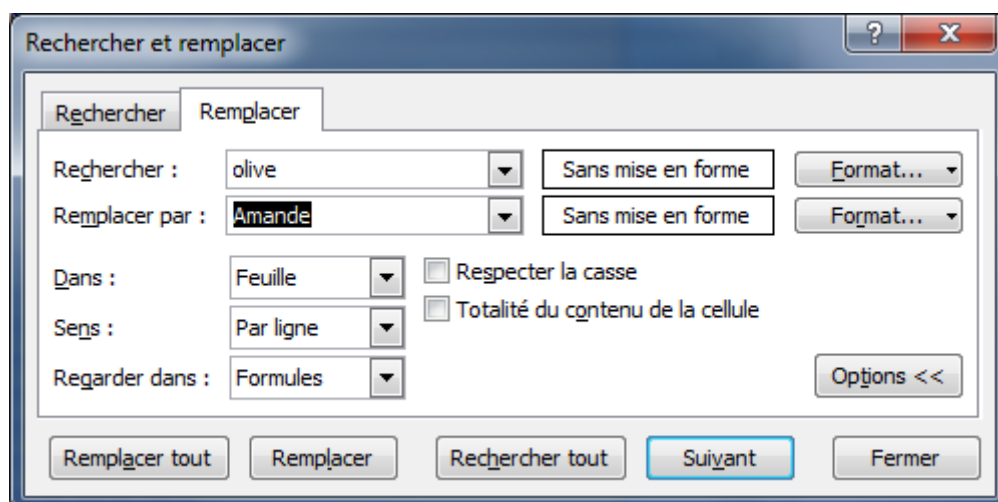 Rechercher et remplacer ? X
Rechercher Remplacer
Rechercher : olive Sans mise en forme Format...
Remplacer par : Amande Sans mise en forme Format...
Dans : Feuille Respecter la casse
Sens : Par ligne Totalité du contenu de la cellule
Regarder dans : Formules Options <<
Remplacer tout Remplacer Rechercher tout Suivant Fermer